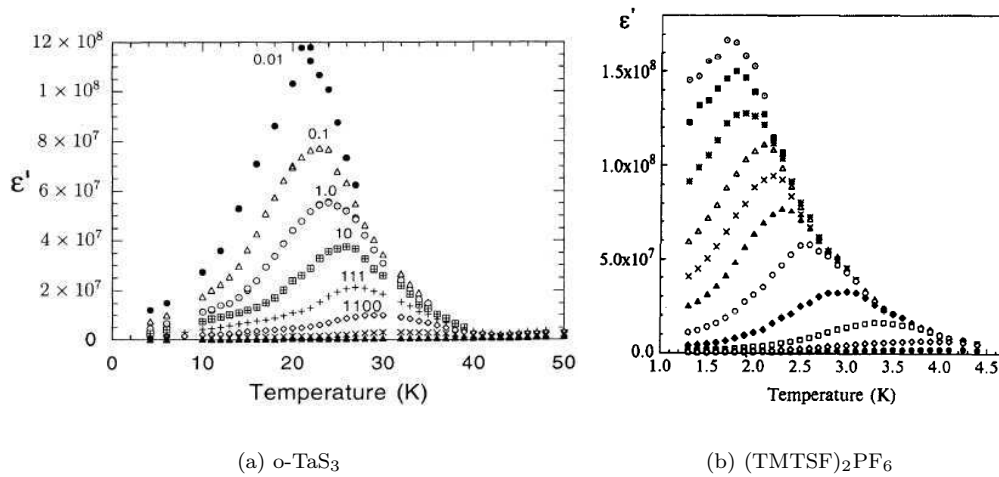 12 × 10⁸
1 × 10⁸
8 × 10⁷
6 × 10⁷
4 × 10⁷
2 × 10⁷
0
ε'
0.01
0.1
1.0
10
111
1100
0 10 20 30 40 50
Temperature (K)
(a) o-TaS₃
ε'
1.5x10⁸
1.0x10⁸
5.0x10⁷
0.0
1.0 1.5 2.0 2.5 3.0 3.5 4.0 4.5
Temperature (K)
(b) (TMTSF)₂PF₆